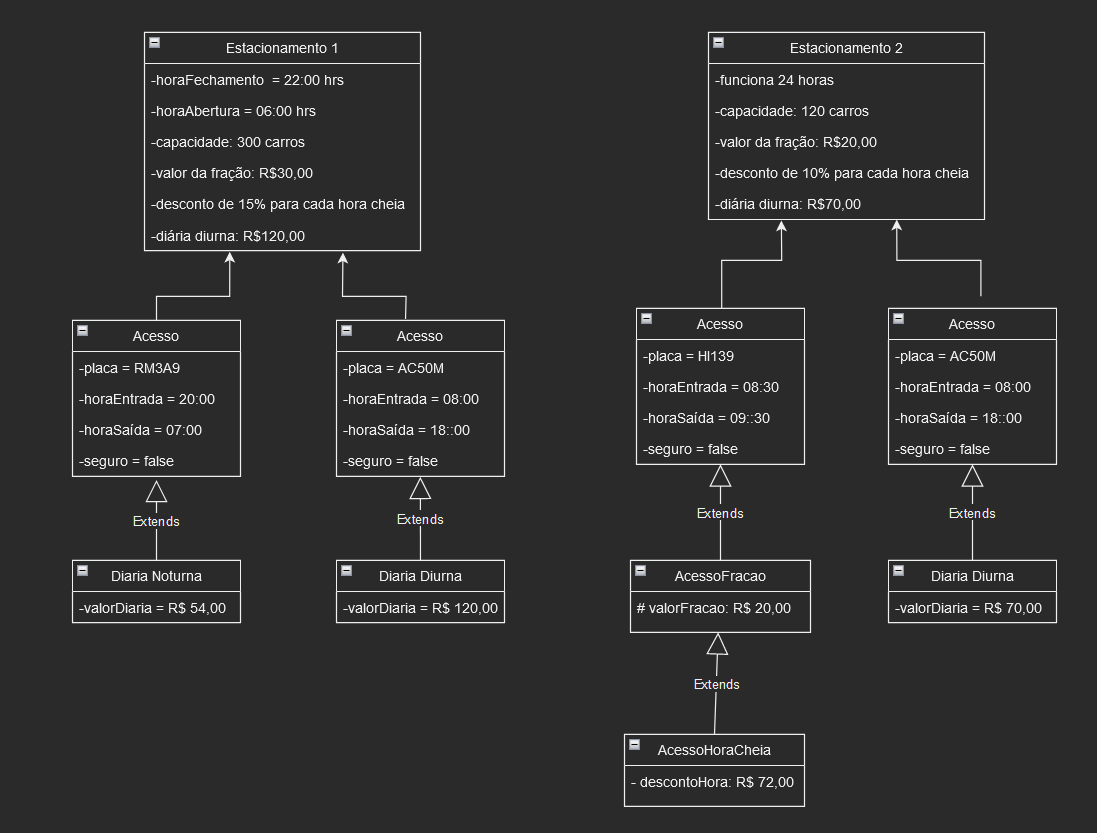 Estacionamento 1
-horaFechamento  = 22:00 hrs
-horaAbertura = 06:00 hrs
-capacidade: 300 carros
-valor da fração: R$30,00
-desconto de 15% para cada hora cheia
-diária diurna: R$120,00
Estacionamento 2
-funciona 24 horas
-capacidade: 120 carros
-valor da fração: R$20,00
-desconto de 10% para cada hora cheia
-diária diurna: R$70,00
Acesso
-placa = RM3A9
-horaEntrada = 20:00
-horaSaída = 07:00
-seguro = false
Acesso
-placa = AC50M
-horaEntrada = 08:00
-horaSaída = 18::00
-seguro = false
Acesso
-placa = HI139
-horaEntrada = 08:30
-horaSaída = 09::30
-seguro = false
Acesso
-placa = AC50M
-horaEntrada = 08:00
-horaSaída = 18::00
-seguro = false
Extends
Extends
Extends
Extends
Diaria Noturna
-valorDiaria = R$ 54,00
Diaria Diurna
-valorDiaria = R$ 120,00
AcessoFracao
# valorFracao: R$ 20,00
Diaria Diurna
-valorDiaria = R$ 70,00
Extends
AcessoHoraCheia
- descontoHora: R$ 72,00